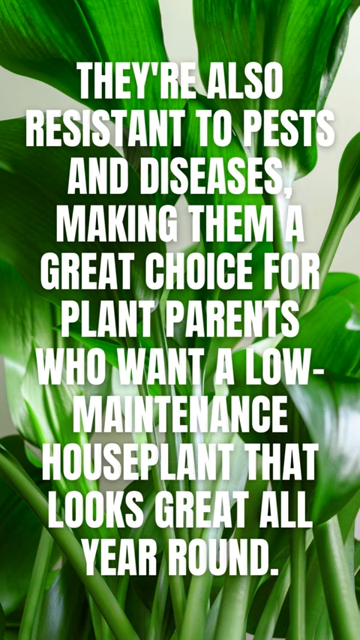 THEY'RE ALSO
RESISTANT TO PESTS
AND DISEASES,
MAKING THEM A
GREAT CHOICE FOR
PLANT PARENTS
WHO WANT A LOW-
MAINTENANCE
HOUSEPLANT THAT
LOOKS GREAT ALL
YEAR ROUND.